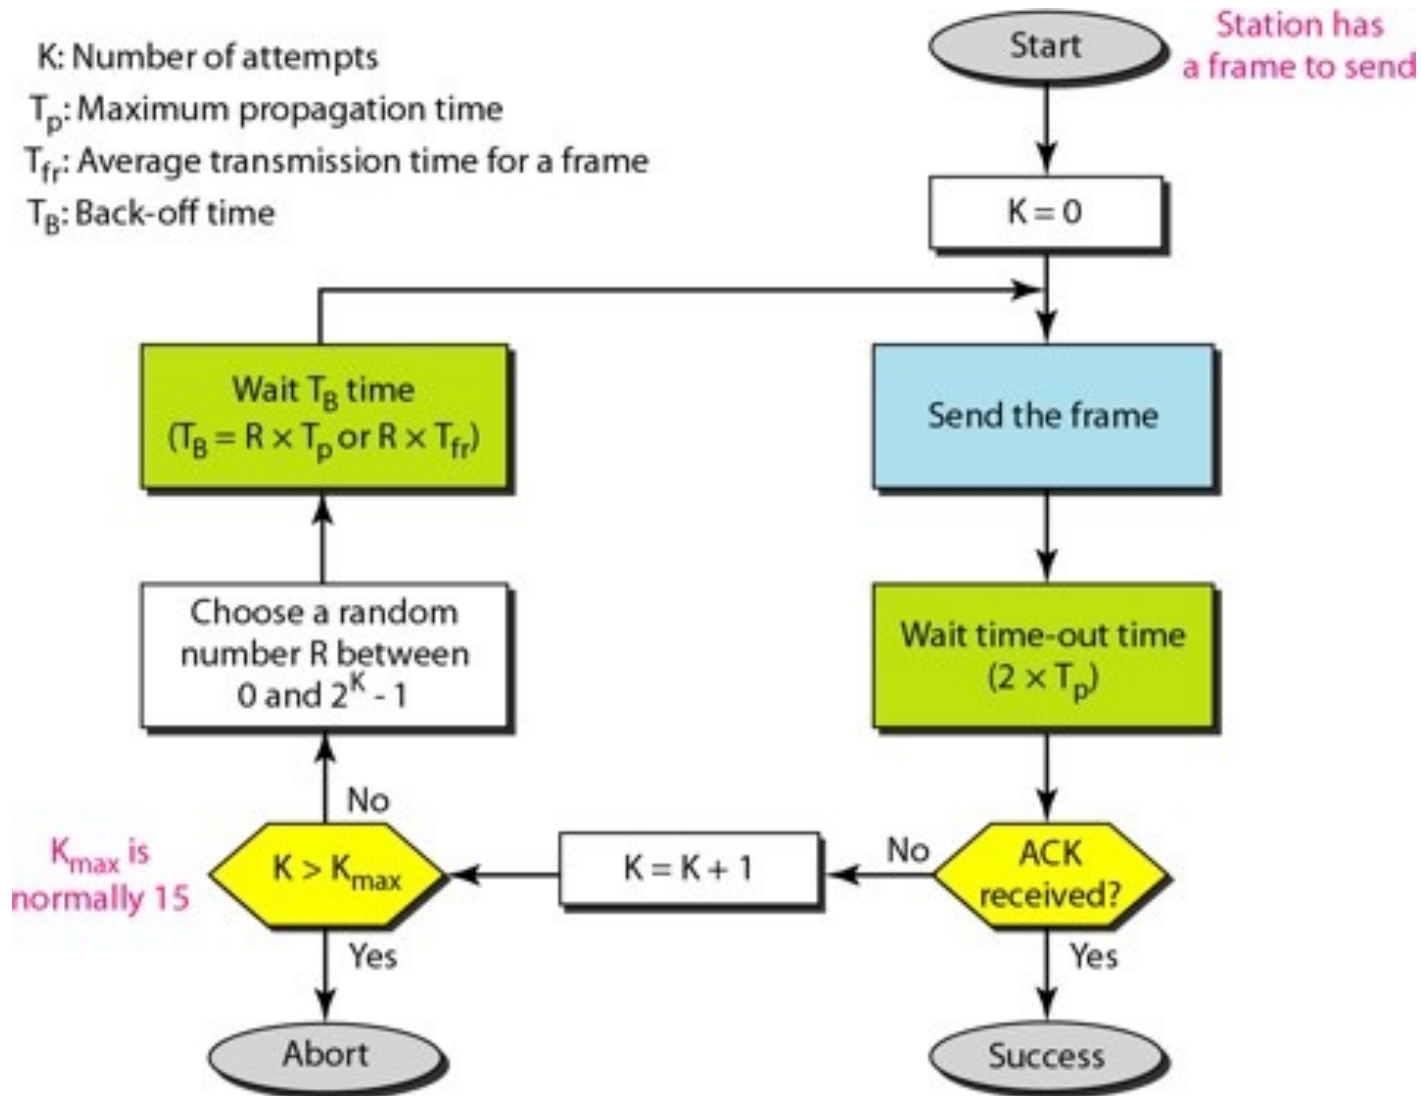 K: Number of attempts
Tp: Maximum propagation time
Tfr: Average transmission time for a frame
TB: Back-off time
Start
Station has
a frame to send
K = 0
Wait TB time
(TB = R × Tp or R × Tfr)
Send the frame
Choose a random
number R between
0 and 2^K - 1
Wait time-out time
(2 × Tp)
No
Kmax is
normally 15
K > Kmax
K = K + 1
No
ACK
received?
Yes
Yes
Abort
Success